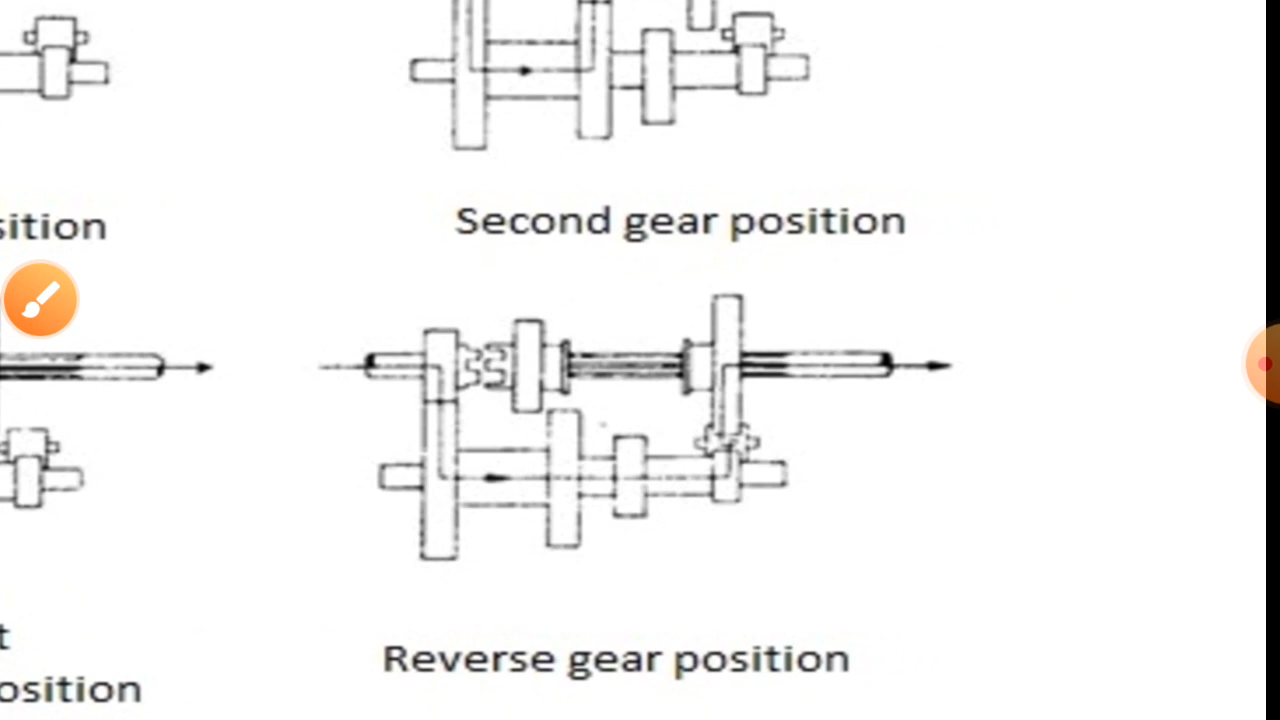 sition
Second gear position
t
osition
Reverse gear position